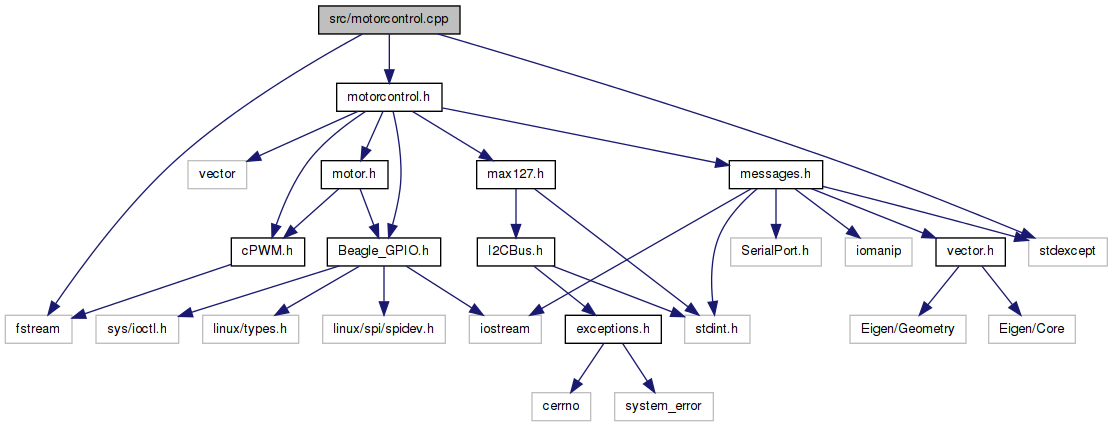 src/motorcontrol.cpp
motorcontrol.h
vector
motor.h
max127.h
messages.h
cPWM.h
Beagle_GPIO.h
I2CBus.h
SerialPort.h
iomanip
vector.h
stdexcept
fstream
sys/ioctl.h
linux/types.h
linux/spi/spidev.h
iostream
exceptions.h
stdint.h
Eigen/Geometry
Eigen/Core
cerrno
system_error